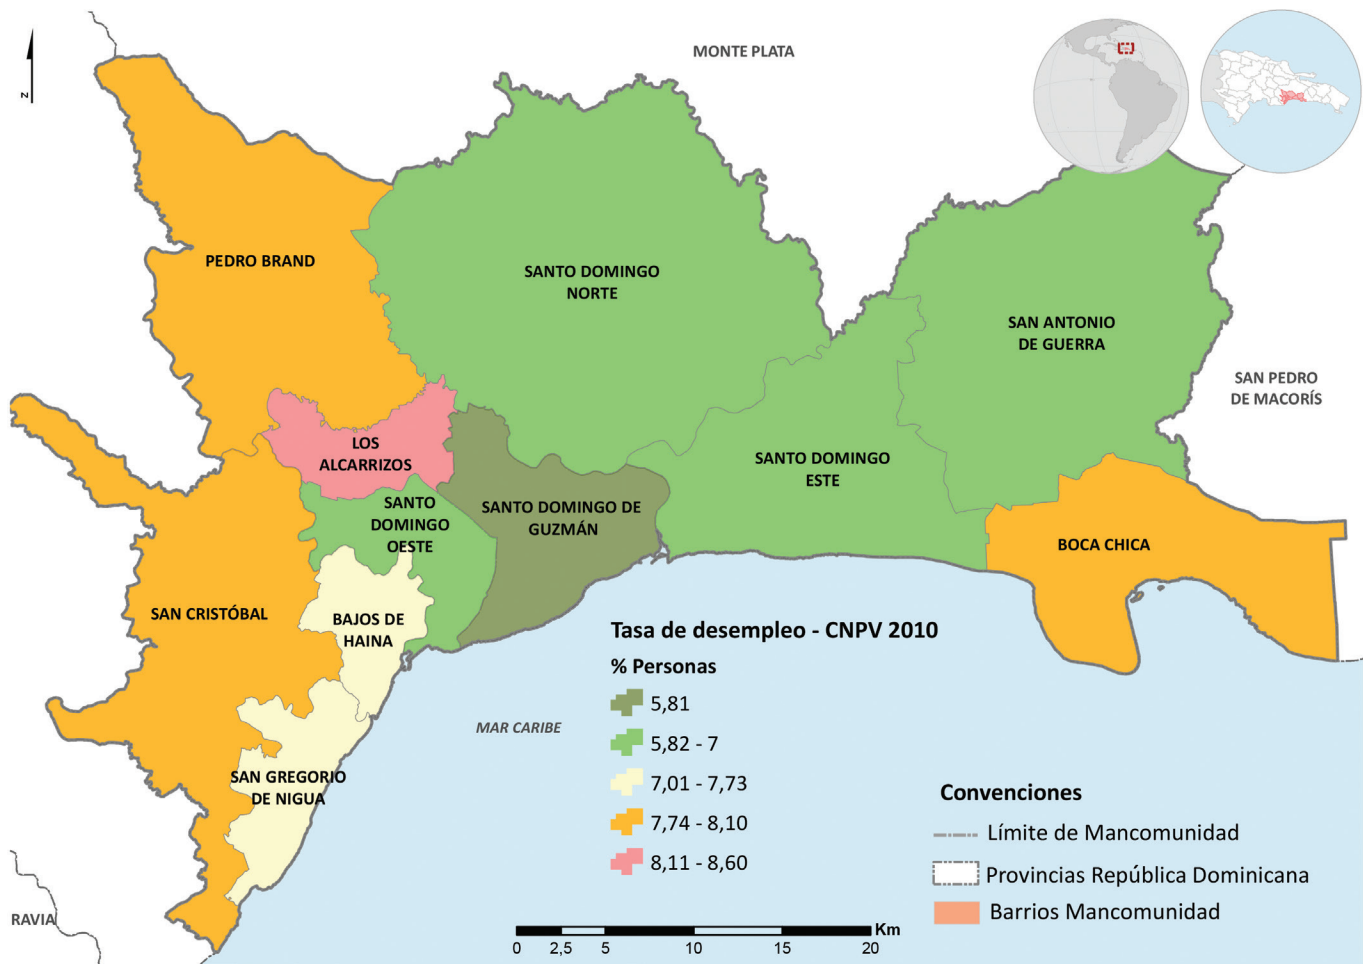 MONTE PLATA
z
PEDRO BRAND
SANTO DOMINGO
NORTE
SAN ANTONIO
DE GUERRA
SAN PEDRO
DE MACORÍS
LOS
ALCARRIZOS
SANTO DOMINGO
ESTE
SANTO
DOMINGO
OESTE
SANTO DOMINGO DE
GUZMÁN
BOCA CHICA
SAN CRISTÓBAL
BAJOS DE
HAINA
SAN GREGORIO
DE NIGUA
MAR CARIBE
RAVIA
Tasa de desempleo - CNPV 2010
% Personas
5,81
5,82 - 7
7,01 - 7,73
7,74 - 8,10
8,11 - 8,60
Convenciones
Límite de Mancomunidad
Provincias República Dominicana
Barrios Mancomunidad
Km
0 2,5 5 10 15 20